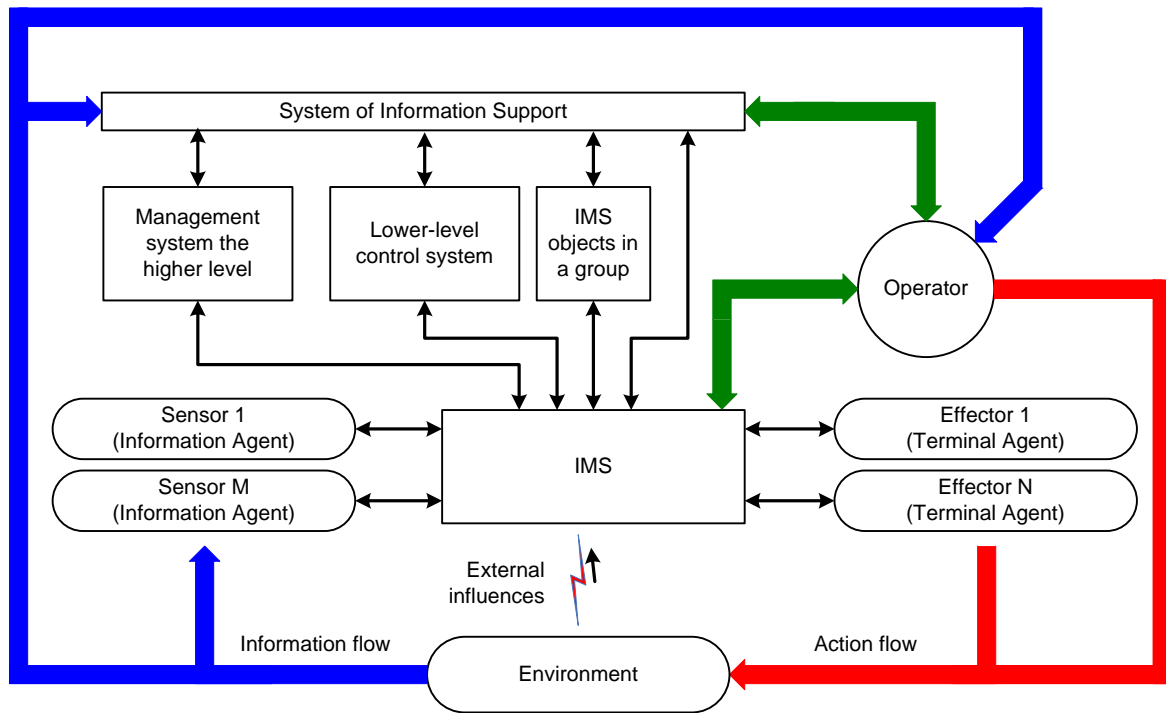 System of Information Support
Management
system the
higher level
Lower-level
control system
IMS
objects in
a group
Operator
Sensor 1
(Information Agent)
Sensor M
(Information Agent)
IMS
Effector 1
(Terminal Agent)
Effector N
(Terminal Agent)
External
influences
Information flow
Action flow
Environment